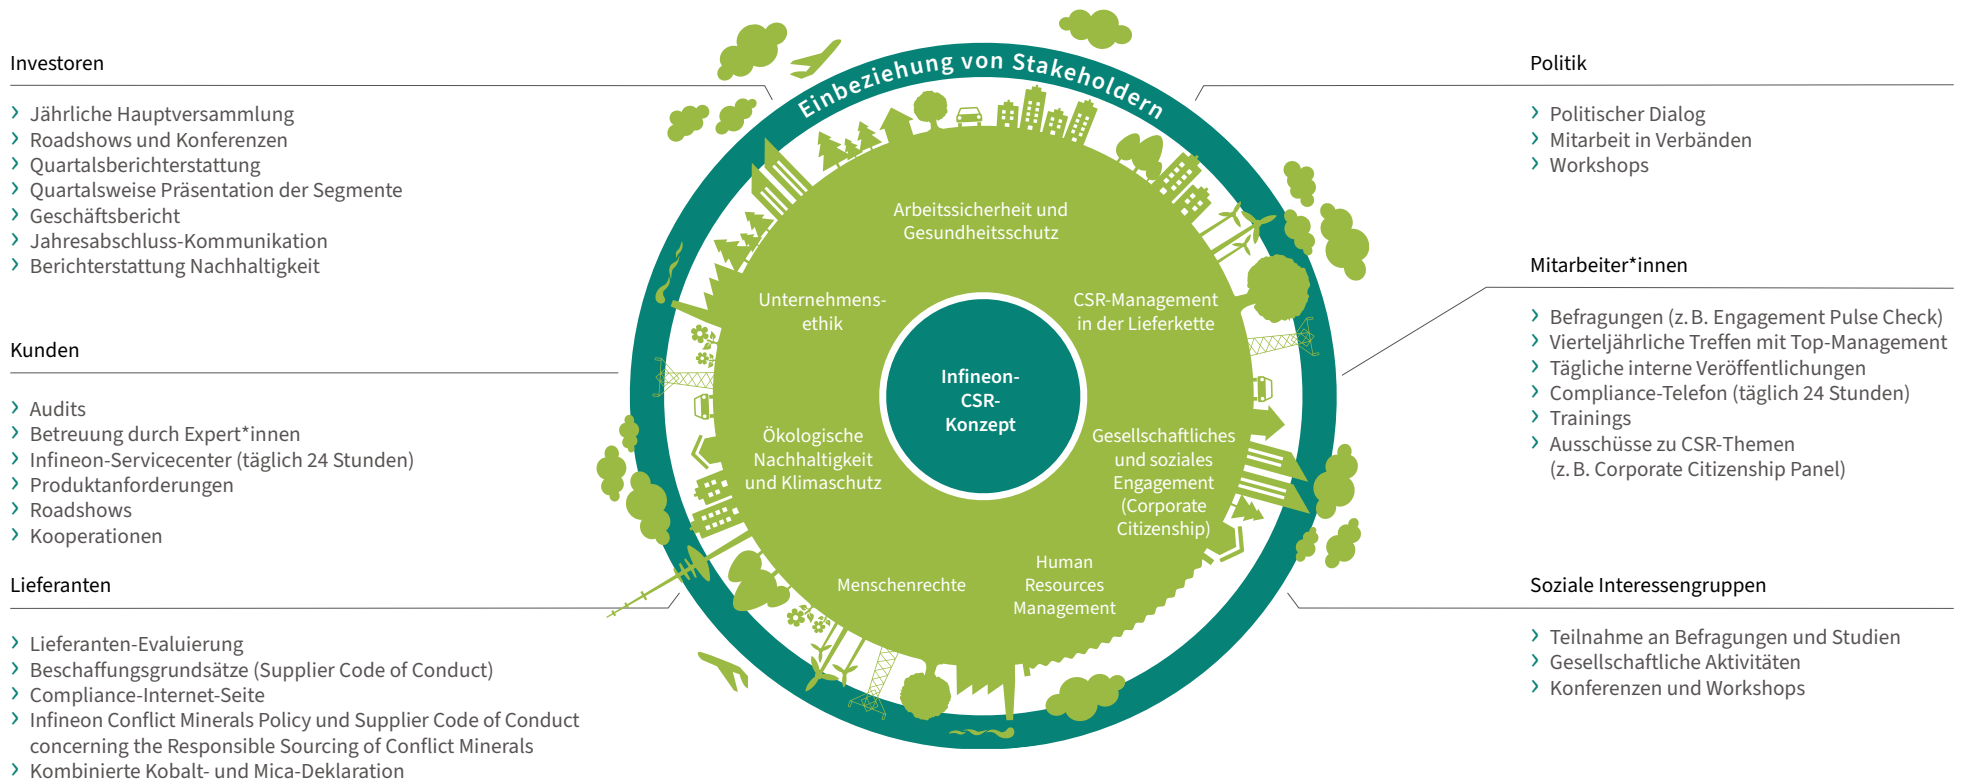 Investoren
Jährliche Hauptversammlung
Roadshows und Konferenzen
Quartalsberichterstattung
Quartalsweise Präsentation der Segmente
Geschäftsbericht
Jahresabschluss-Kommunikation
Berichterstattung Nachhaltigkeit
Kunden
Audits
Betreuung durch Expert*innen
Infineon-Servicecenter (täglich 24 Stunden)
Produktanforderungen
Roadshows
Kooperationen
Lieferanten
Lieferanten-Evaluierung
Beschaffungsgrundsätze (Supplier Code of Conduct)
Compliance-Internet-Seite
Infineon Conflict Minerals Policy und Supplier Code of Conduct
concerning the Responsible Sourcing of Conflict Minerals
Kombinierte Kobalt- und Mica-Deklaration
Einbeziehung von Stakeholdern
Arbeitssicherheit und
Gesundheitsschutz
Unternehmens-
ethik
CSR-Management
in der Lieferkette
Infineon-
CSR-
Konzept
Ökologische
Nachhaltigkeit
und Klimaschutz
Gesellschaftliches
und soziales
Engagement
(Corporate
Citizenship)
Menschenrechte
Human
Resources
Management
Politik
Politischer Dialog
Mitarbeit in Verbänden
Workshops
Mitarbeiter*innen
Befragungen (z. B. Engagement Pulse Check)
Vierteljährliche Treffen mit Top-Management
Tägliche interne Veröffentlichungen
Compliance-Telefon (täglich 24 Stunden)
Trainings
Ausschüsse zu CSR-Themen
(z. B. Corporate Citizenship Panel)
Soziale Interessengruppen
Teilnahme an Befragungen und Studien
Gesellschaftliche Aktivitäten
Konferenzen und Workshops